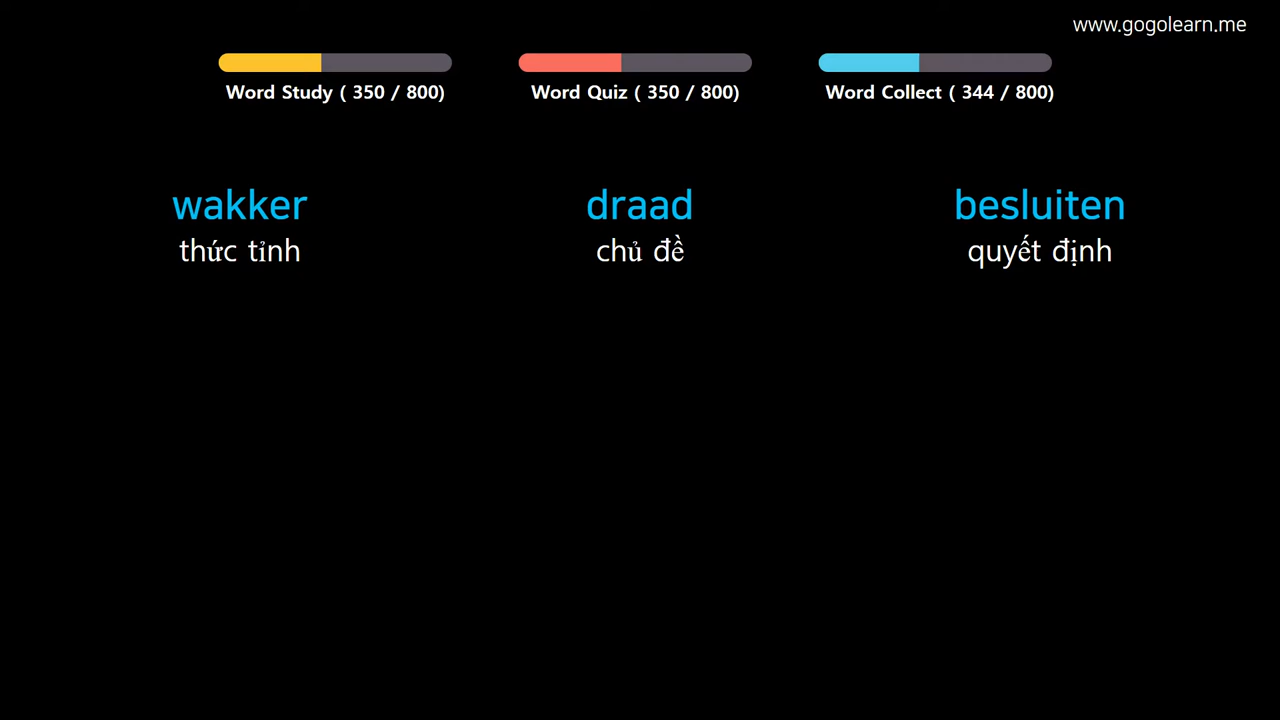 www.gogolearn.me
Word Study ( 350 / 800)
Word Quiz ( 350 / 800)
Word Collect ( 344 / 800)
wakker
thức tỉnh
draad
chủ đề
besluiten
quyết định